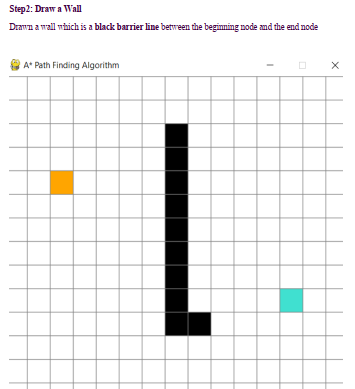 Step2: Draw a Wall
Drawn a wall which is a black barrier line between the beginning node and the end node
A* Path Finding Algorithm